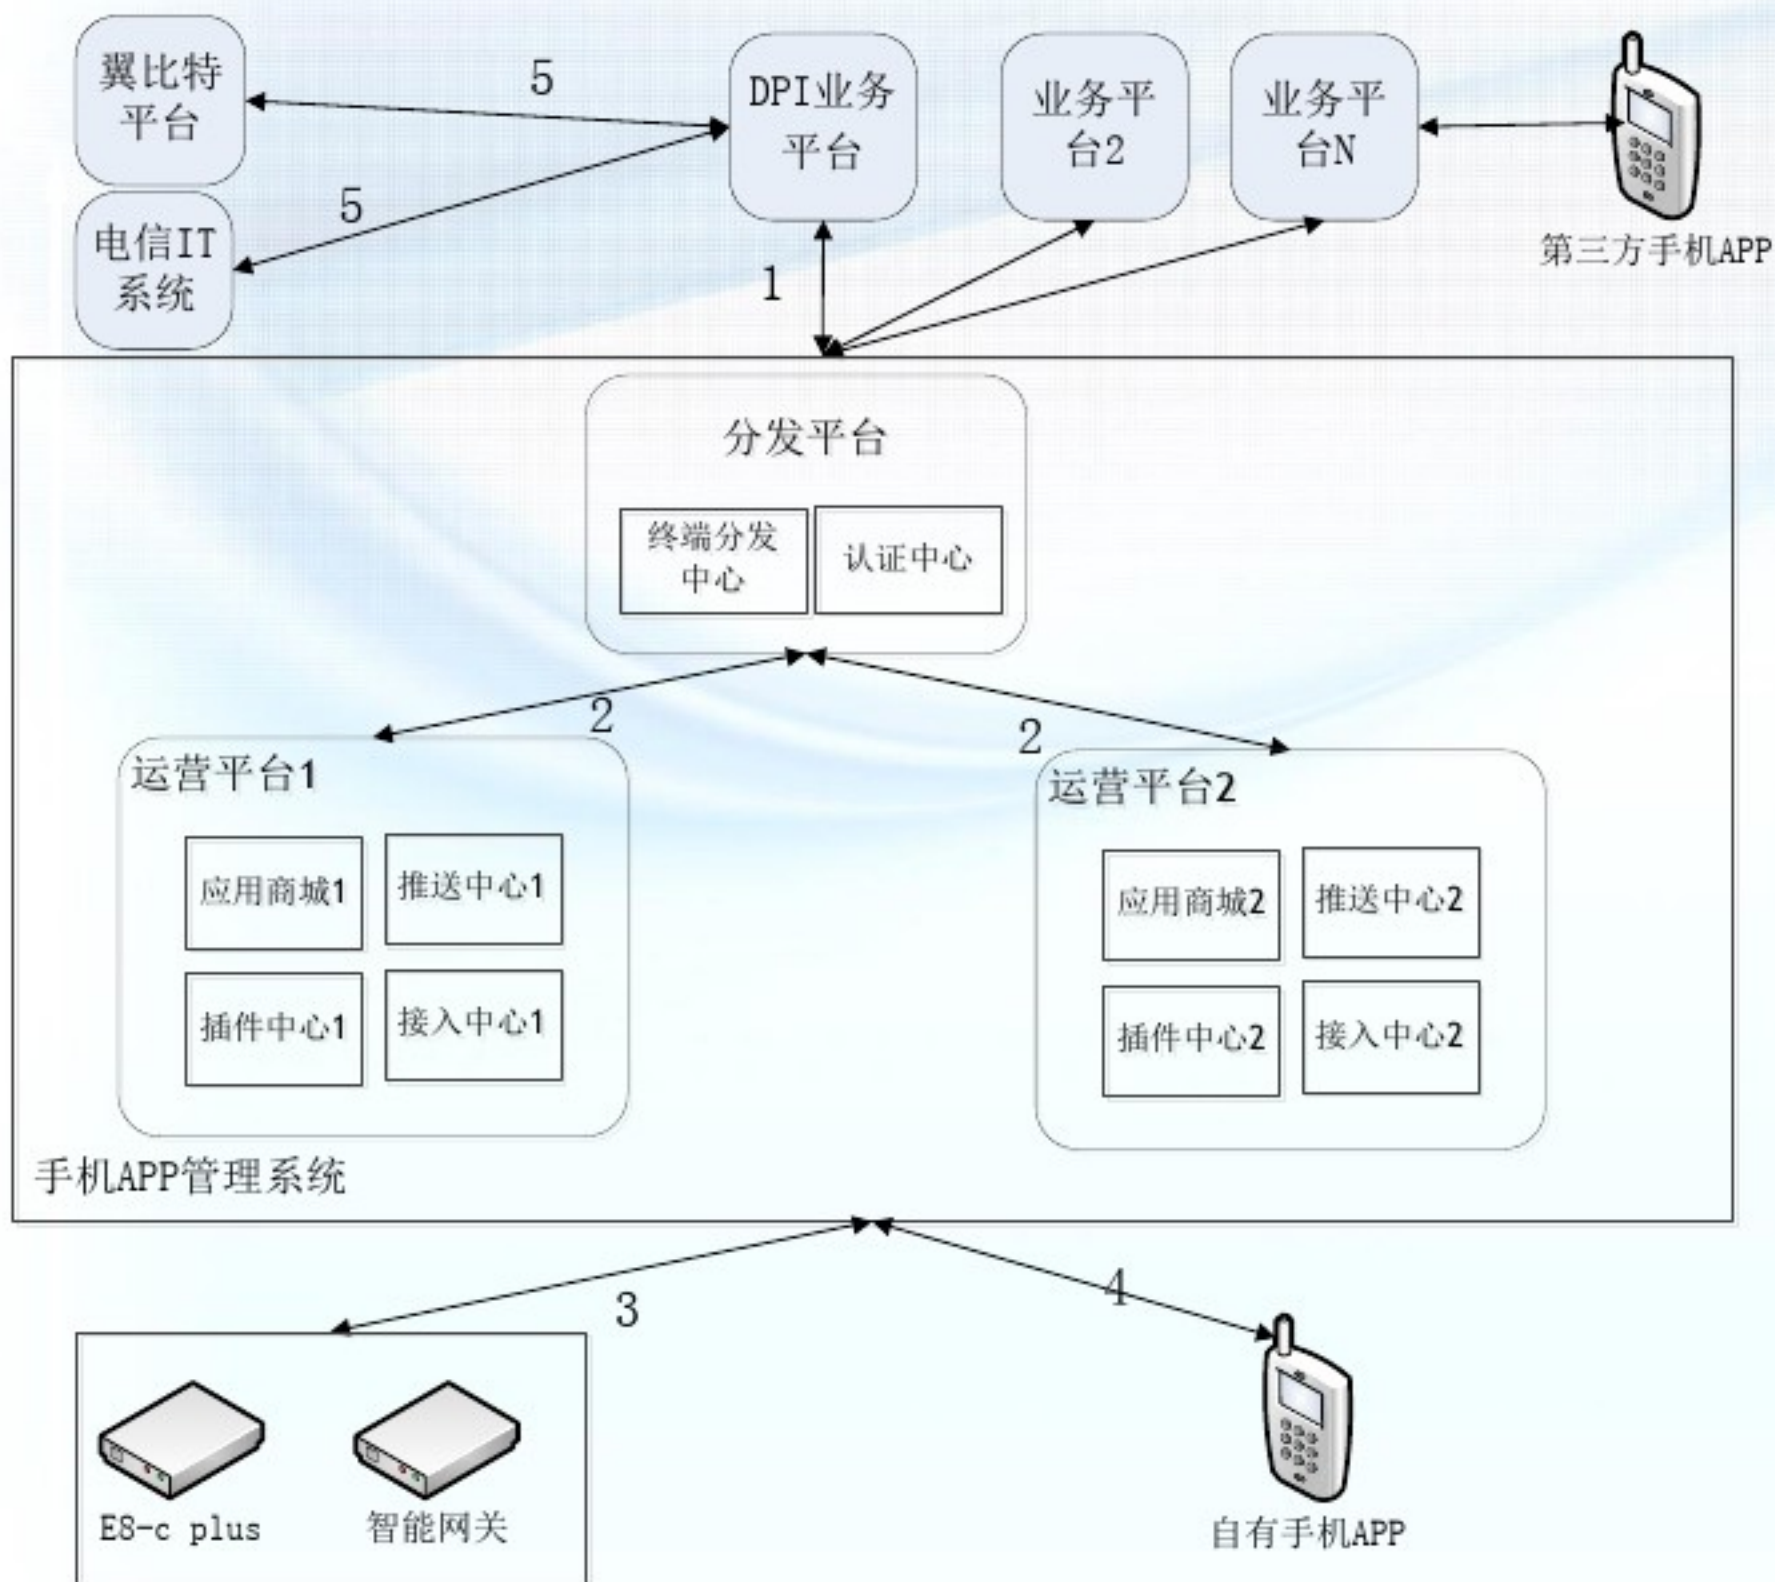 翼比特
平台
5
DPI业务
平台
业务平
台2
业务平
台N
第三方手机APP
电信IT
系统
5
1
分发平台
终端分发
中心
认证中心
2
2
运营平台1
应用商城1
推送中心1
插件中心1
接入中心1
运营平台2
应用商城2
推送中心2
插件中心2
接入中心2
手机APP管理系统
3
4
E8-c plus
智能网关
自有手机APP